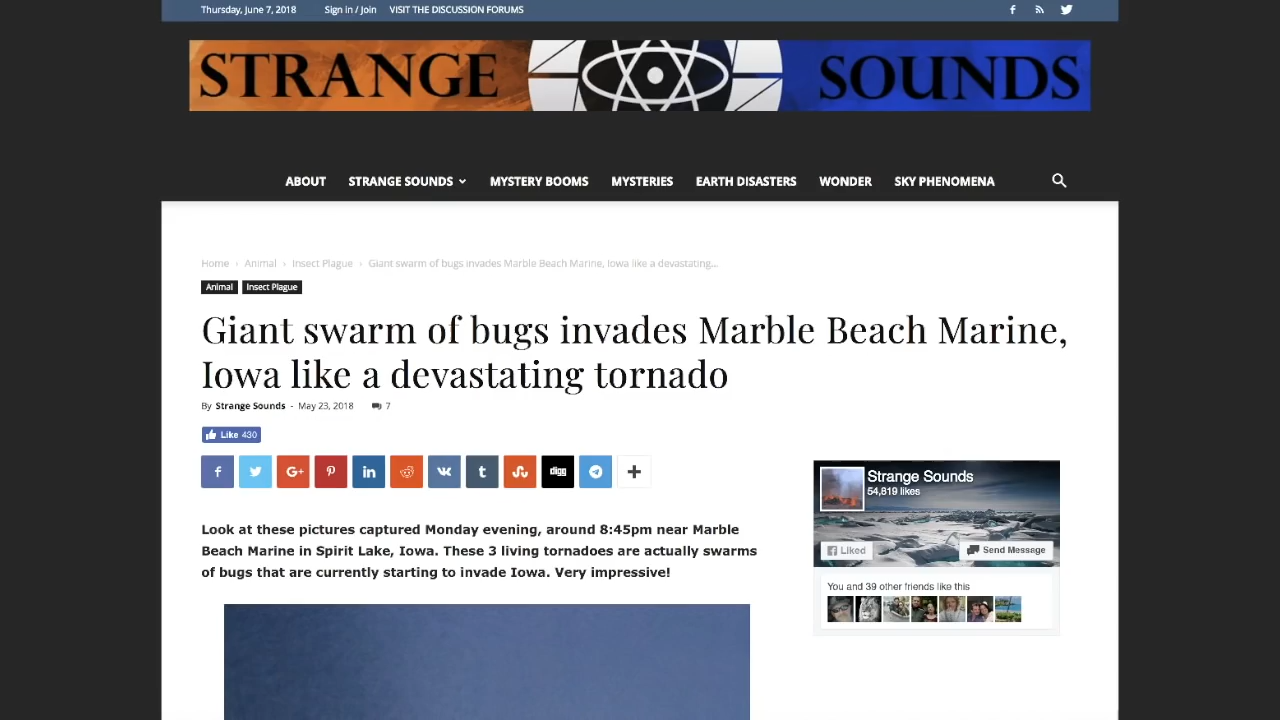 Thursday, June 7, 2018 Sign in / Join VISIT THE DISCUSSION FORUMS
STRANGE SOUNDS
ABOUT STRANGE SOUNDS MYSTERY BOOMS MYSTERIES EARTH DISASTERS WONDER SKY PHENOMENA
Home › Animal › Insect Plague › Giant swarm of bugs invades Marble Beach Marine, Iowa like a devastating...
Animal Insect Plague
Giant swarm of bugs invades Marble Beach Marine,
Iowa like a devastating tornado
By Strange Sounds - May 23, 2018 7
Like 430
G+ in t digg
Strange Sounds
54,819 likes
Liked Send Message
You and 39 other friends like this
Look at these pictures captured Monday evening, around 8:45pm near Marble
Beach Marine in Spirit Lake, Iowa. These 3 living tornadoes are actually swarms
of bugs that are currently starting to invade Iowa. Very impressive!